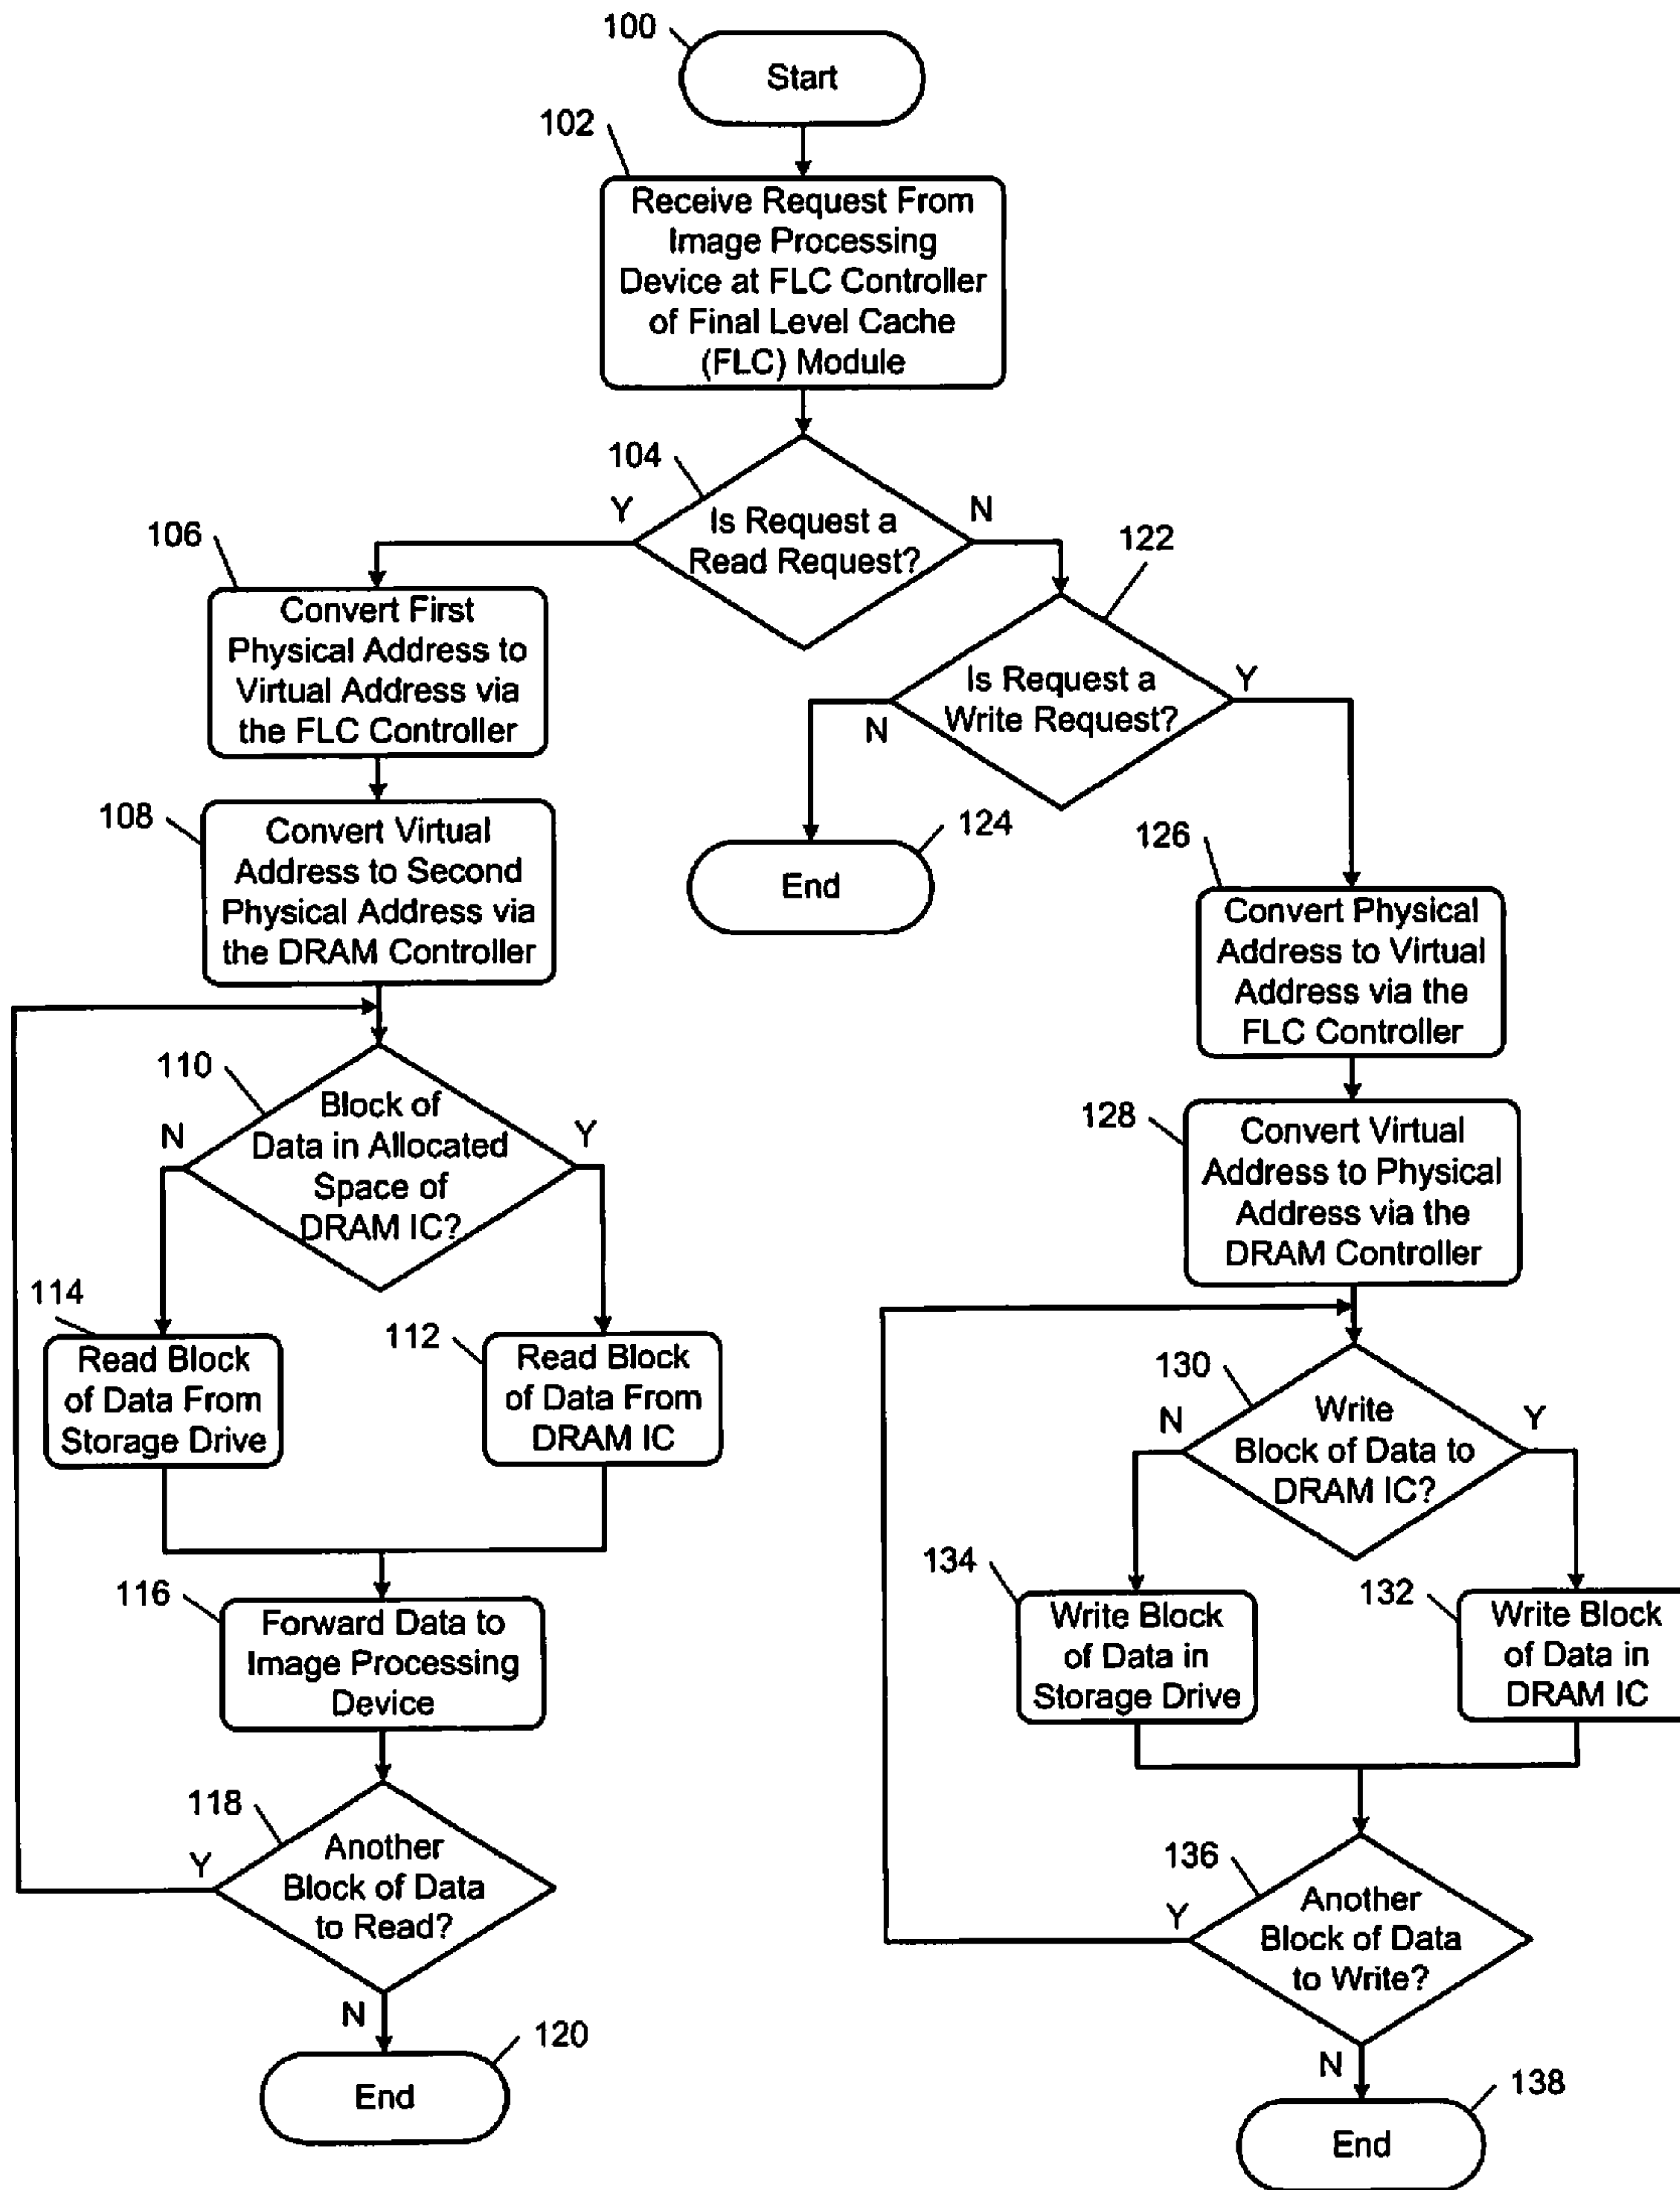 100
Start
102
Receive Request From
Image Processing
Device at FLC Controller
of Final Level Cache
(FLC) Module
104
Y
N
Is Request a
Read Request?
106
Convert First
Physical Address to
Virtual Address via
the FLC Controller
108
Convert Virtual
Address to Second
Physical Address via
the DRAM Controller
110
N
Y
Block of
Data in Allocated
Space of
DRAM IC?
114
Read Block
of Data From
Storage Drive
112
Read Block
of Data From
DRAM IC
116
Forward Data to
Image Processing
Device
118
Y
Another
Block of Data
to Read?
N
120
End
122
Is Request a
Write Request?
N
Y
124
End
126
Convert Physical
Address to Virtual
Address via the
FLC Controller
128
Convert Virtual
Address to Physical
Address via the
DRAM Controller
130
N
Y
Write
Block of Data to
DRAM IC?
134
Write Block
of Data in
Storage Drive
132
Write Block
of Data in
DRAM IC
136
Y
Another
Block of Data
to Write?
N
138
End